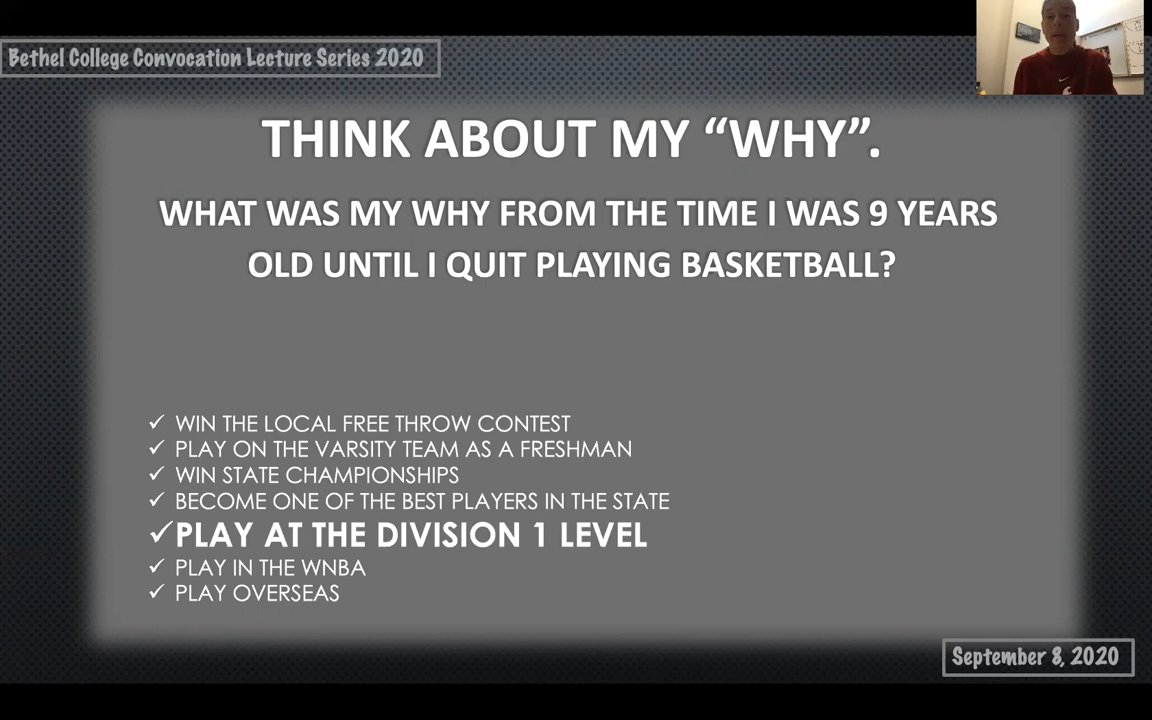 Bethel College Convocation Lecture Series 2020
THINK ABOUT MY “WHY”.
WHAT WAS MY WHY FROM THE TIME I WAS 9 YEARS
OLD UNTIL I QUIT PLAYING BASKETBALL?
✓ WIN THE LOCAL FREE THROW CONTEST
✓ PLAY ON THE VARSITY TEAM AS A FRESHMAN
✓ WIN STATE CHAMPIONSHIPS
✓ BECOME ONE OF THE BEST PLAYERS IN THE STATE
✓ PLAY AT THE DIVISION 1 LEVEL
✓ PLAY IN THE WNBA
✓ PLAY OVERSEAS
September 8, 2020